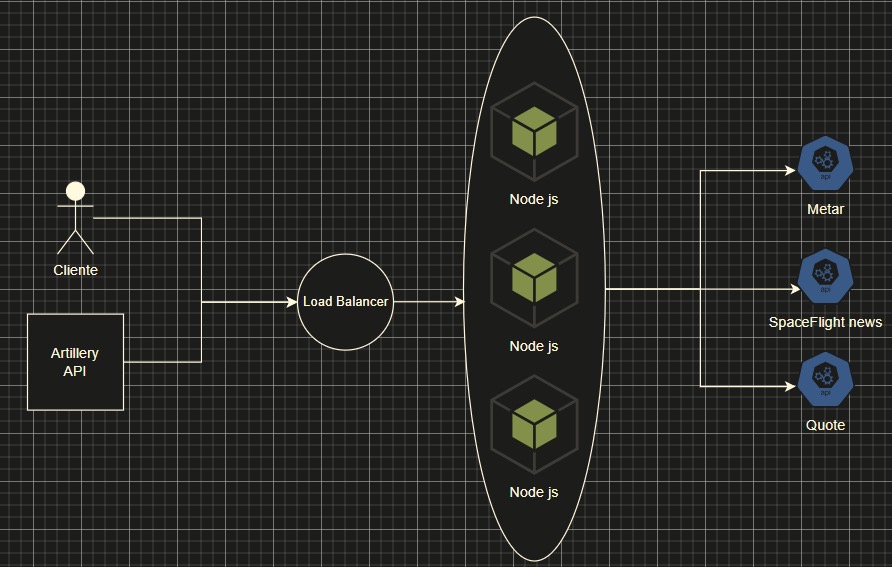 Cliente
Artillery
API
Load Balancer
Node js
Node js
Node js
api
Metar
api
SpaceFlight news
api
Quote